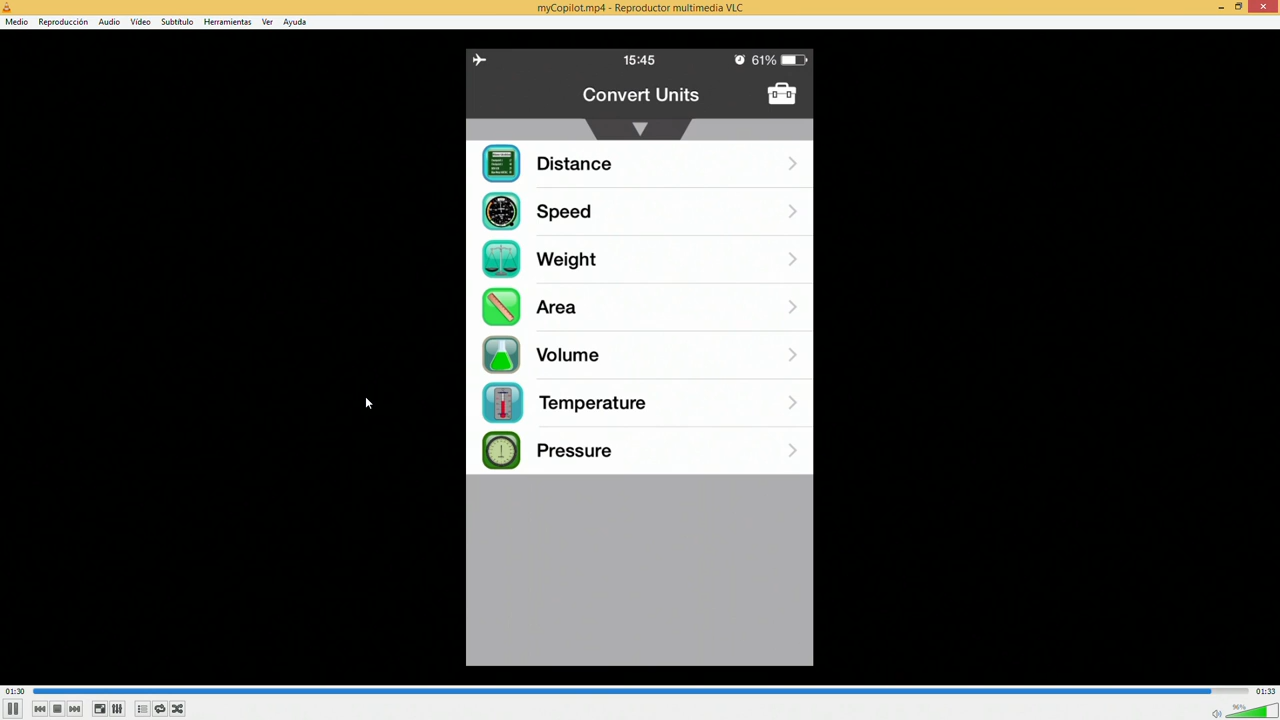 myCopilot.mp4 - Reproductor multimedia VLC
Medio Reproducción Audio Vídeo Subtítulo Herramientas Ver Ayuda
15:45 61%
Convert Units
Distance
Speed
Weight
Area
Volume
Temperature
Pressure
01:30 01:33
96%